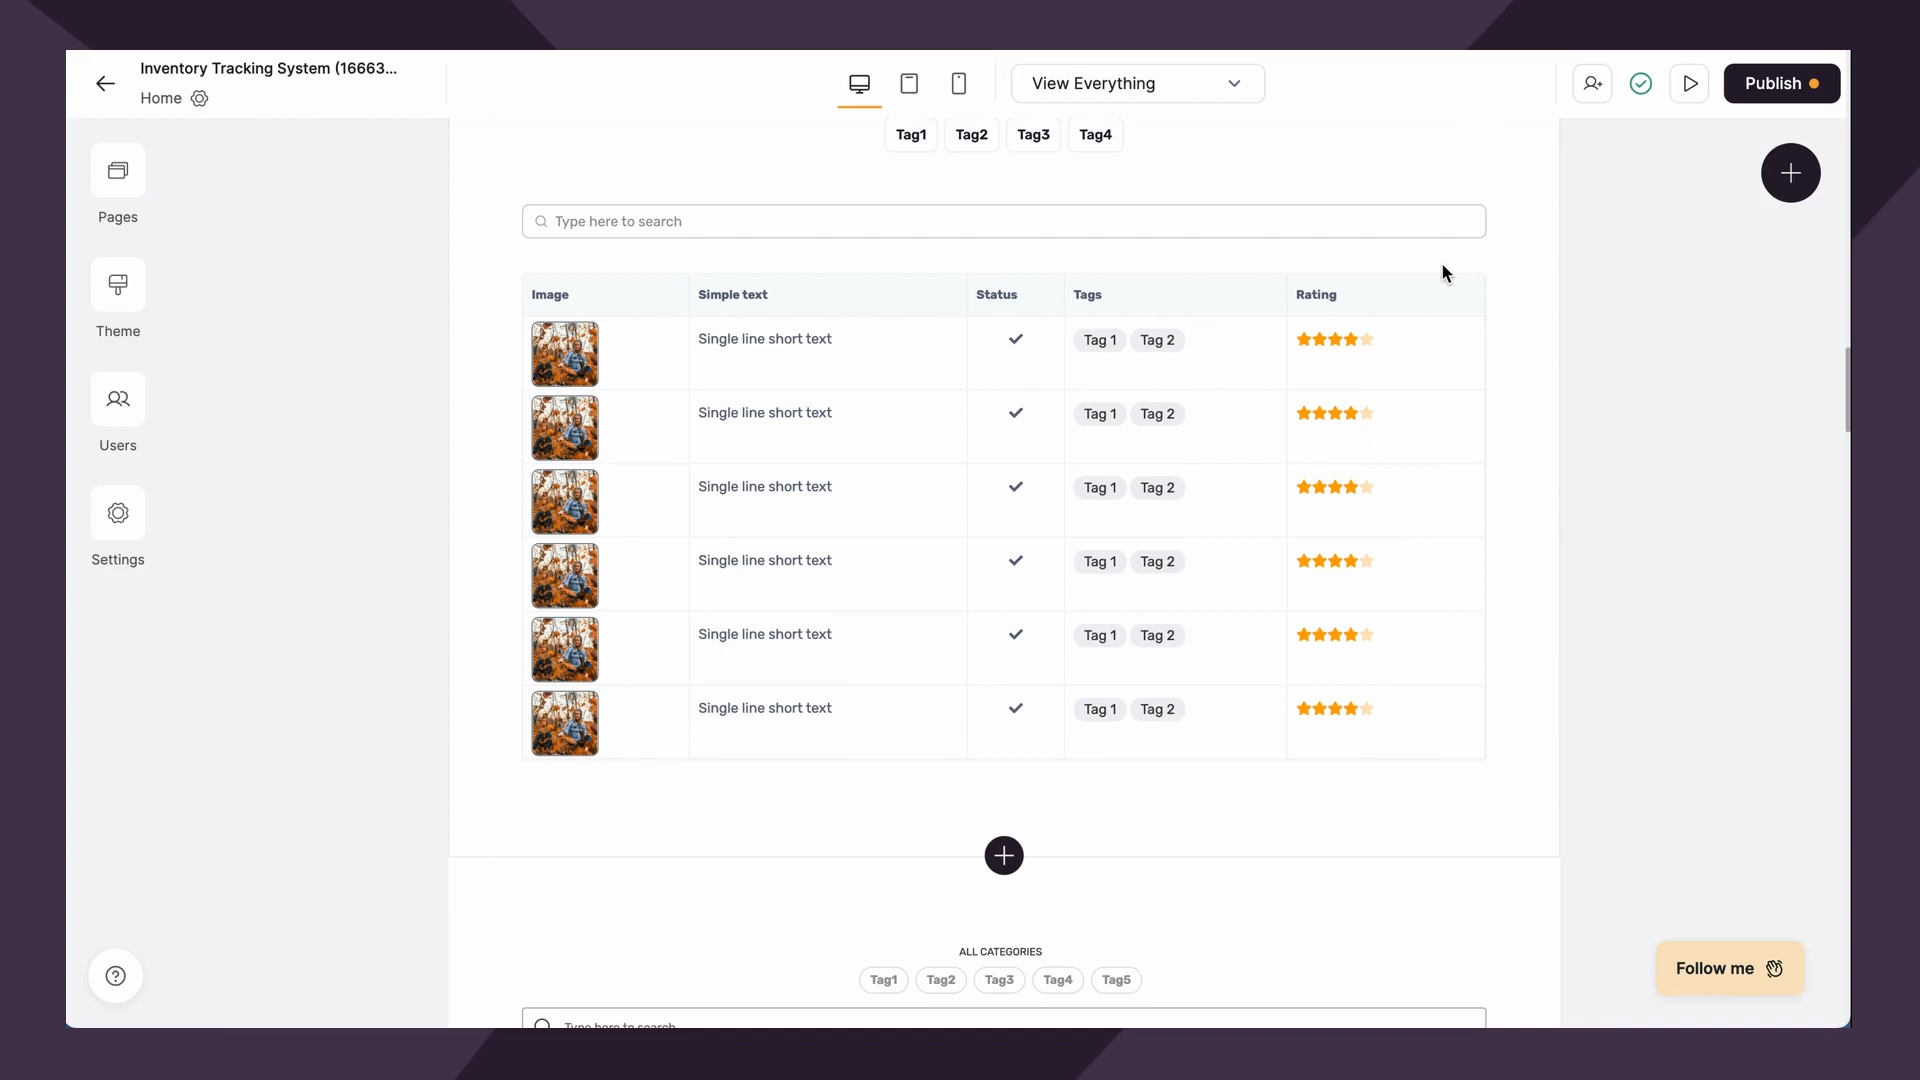 Inventory Tracking System (16663...
Home
View Everything
Publish
Tag1 Tag2 Tag3 Tag4
Pages
Type here to search
Theme
Image Simple text Status Tags Rating
Single line short text Tag 1 Tag 2
Users
Single line short text Tag 1 Tag 2
Single line short text Tag 1 Tag 2
Settings
Single line short text Tag 1 Tag 2
Single line short text Tag 1 Tag 2
Single line short text Tag 1 Tag 2
ALL CATEGORIES
Tag1 Tag2 Tag3 Tag4 Tag5
Follow me
Type here to search